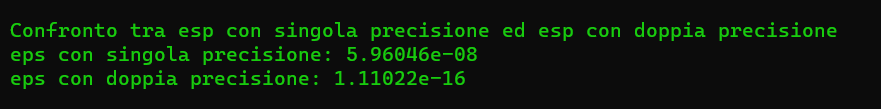 Confronto tra esp con singola precisione ed esp con doppia precisione
eps con singola precisione: 5.96046e-08
eps con doppia precisione: 1.11022e-16